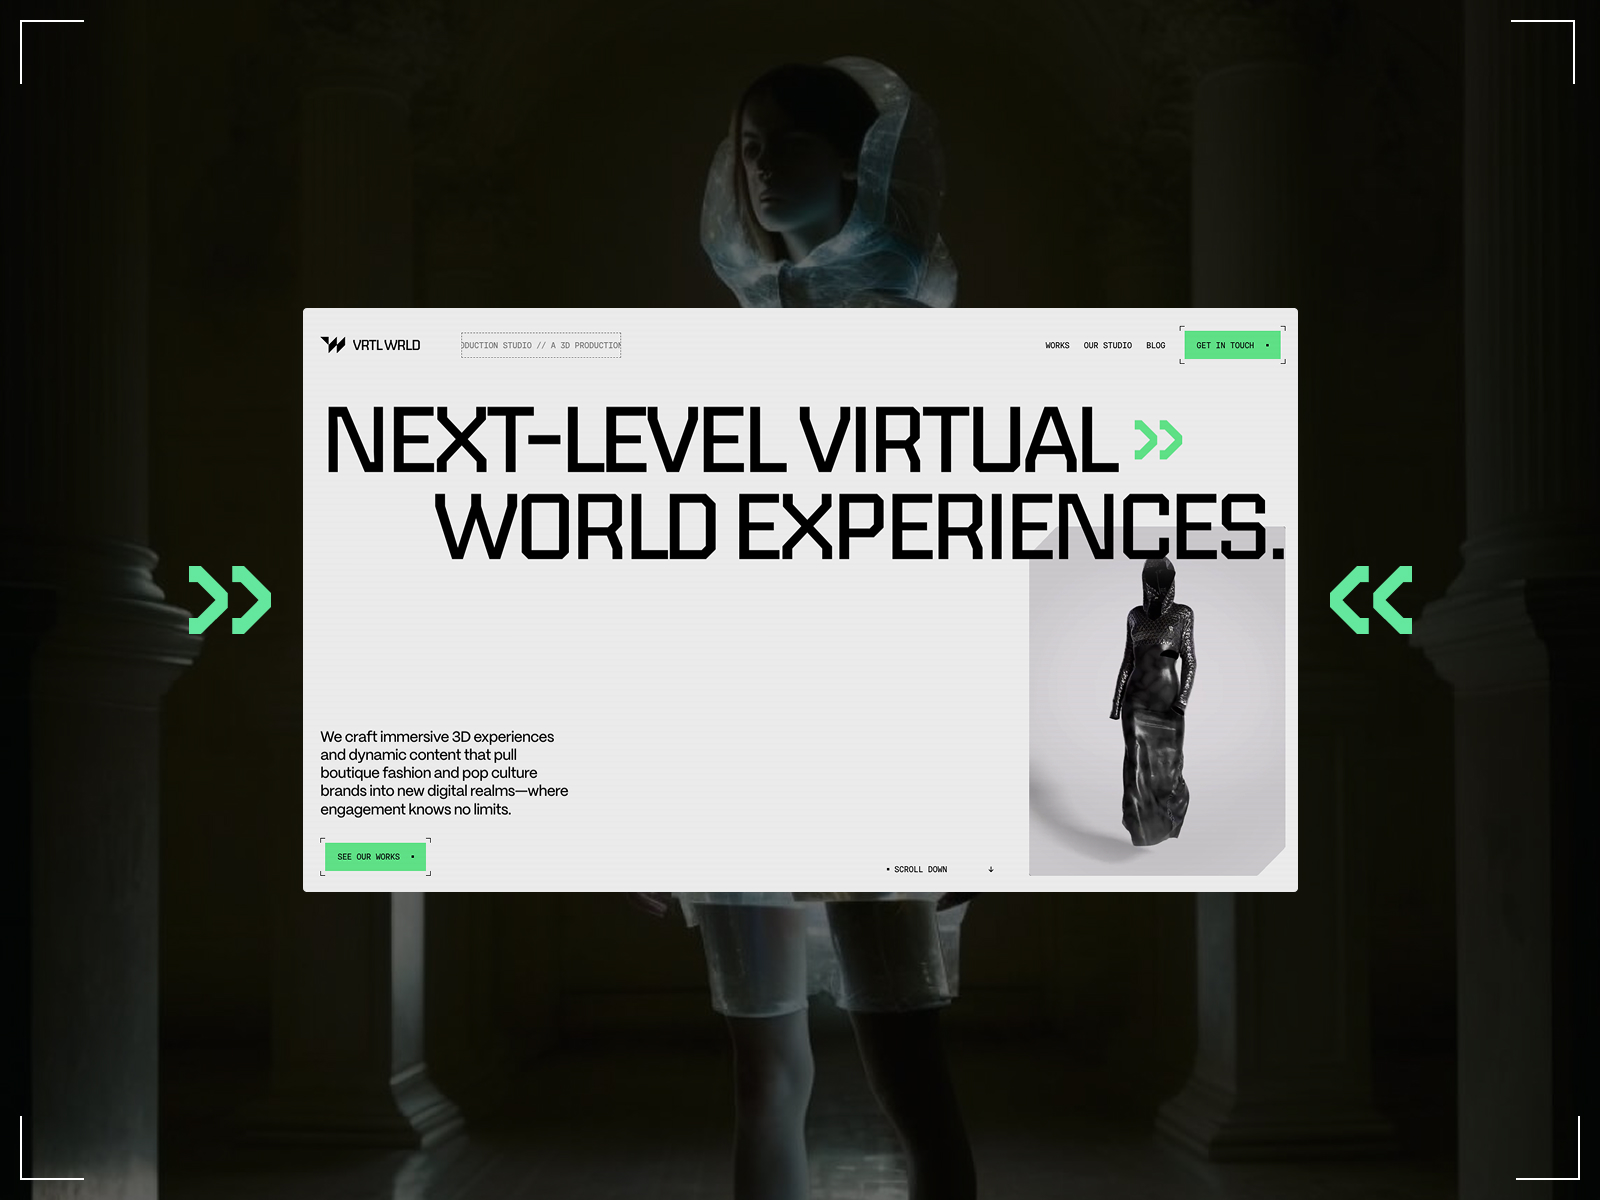 VRTL WRLD
ODUCTION STUDIO // A 3D PRODUCTION
WORKS
OUR STUDIO
BLOG
GET IN TOUCH
NEXT-LEVEL VIRTUAL
WORLD EXPERIENCES.
We craft immersive 3D experiences
and dynamic content that pull
boutique fashion and pop culture
brands into new digital realms—where
engagement knows no limits.
SEE OUR WORKS
SCROLL DOWN ↓